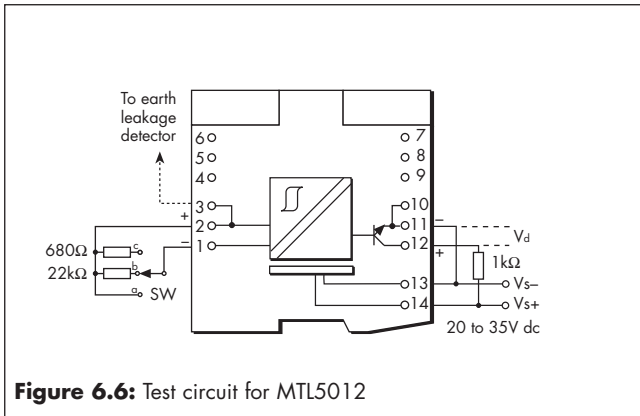 To earth
leakage
detector
6
5
4
3
+
2
–
1
680Ω
c
22kΩ
b
a
SW
7
8
9
10
–
11
12
+
Vd
1kΩ
13
Vs–
14
Vs+
20 to 35V dc
Figure 6.6: Test circuit for MTL5012